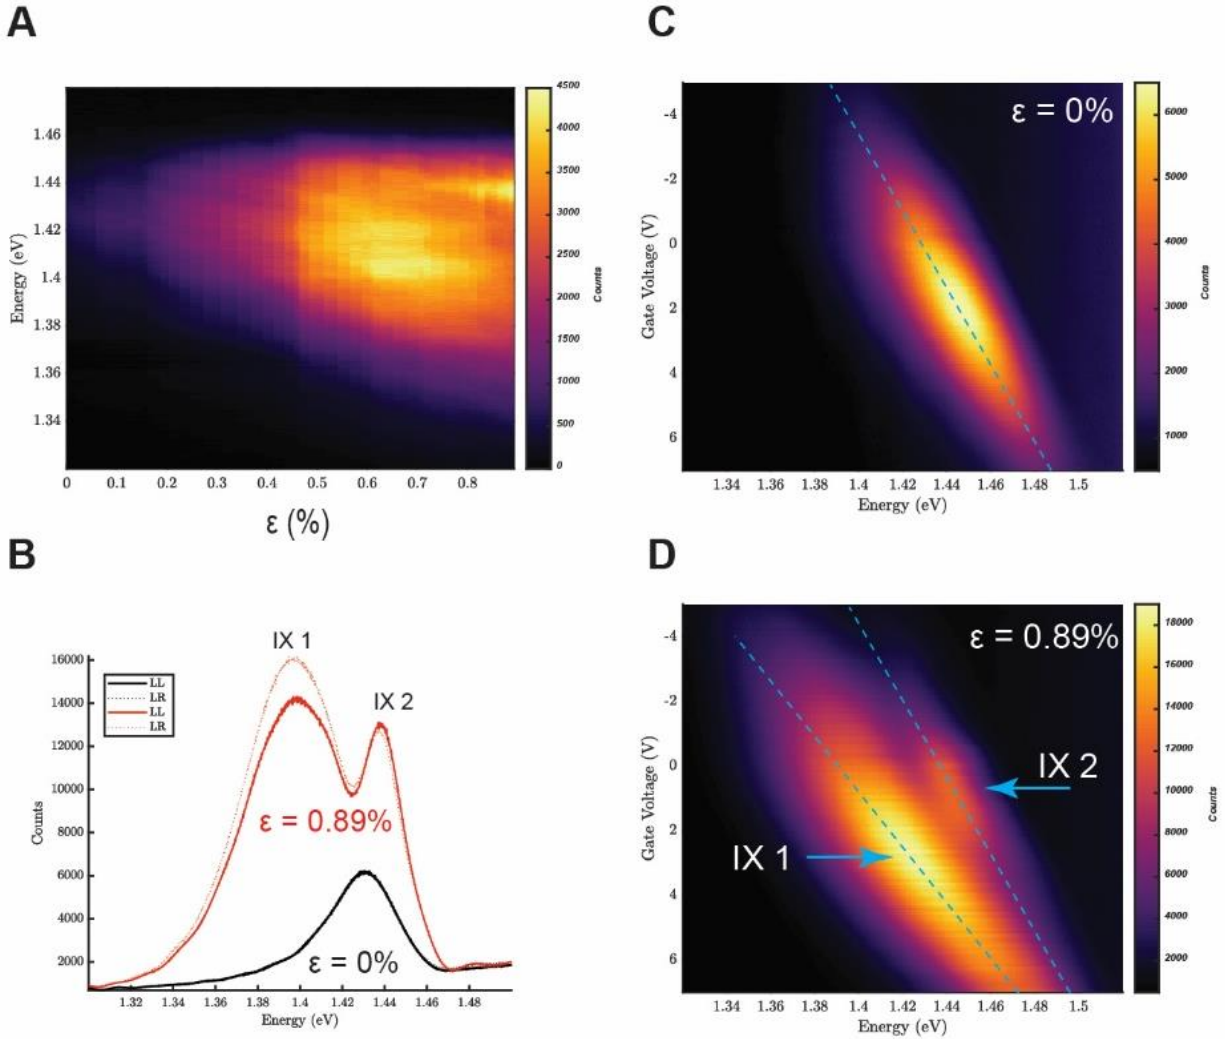 A
4500
4000
3500
3000
2500
2000
1500
1000
500
0
Counts
1.46
1.44
1.42
1.4
1.38
1.36
1.34
Energy (eV)
0 0.1 0.2 0.3 0.4 0.5 0.6 0.7 0.8
ε (%)
B
16000
14000
12000
10000
8000
6000
4000
2000
Counts
LL
LR
LL
LR
IX 1
IX 2
ε = 0.89%
ε = 0%
1.32 1.34 1.36 1.38 1.4 1.42 1.44 1.46 1.48
Energy (eV)
C
ε = 0%
-4
-2
0
2
4
6
Gate Voltage (V)
1.34 1.36 1.38 1.4 1.42 1.44 1.46 1.48 1.5
Energy (eV)
6000
5000
4000
3000
2000
1000
Counts
D
ε = 0.89%
-4
-2
0
2
4
6
Gate Voltage (V)
IX 2
IX 1
1.34 1.36 1.38 1.4 1.42 1.44 1.46 1.48 1.5
Energy (eV)
18000
16000
14000
12000
10000
8000
6000
4000
2000
Counts